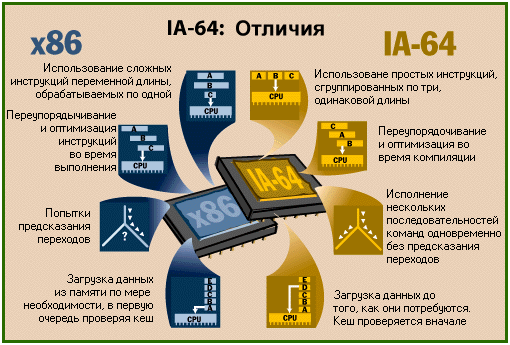 IA-64: Отличия
x86
IA-64
Использование сложных
инструкций переменной длины,
обрабатываемых по одной
A
B
C
CPU
A B C
CPU
Использоване простых инструкций,
сгруппированных по три,
одинаковой длины
Переупорядычивание
и оптимизация
инструкций
во время
выполнения
C
A
B
CPU
C
A
B
CPU
Переупорядочивание
и оптимизация во
время компиляции
x86
IA-64
Попытки
предсказания
переходов
?
Исполнение
нескольких
последовательностей
команд одновременно
без предсказания
переходов
Загрузка данных
из памяти по мере
необходимости, в первую
очередь проверяя кеш
E
D
C
B
A
CPU
E
D
C
B
A
CPU
Загрузка данных до
того, как они потребуются.
Кеш проверяется вначале